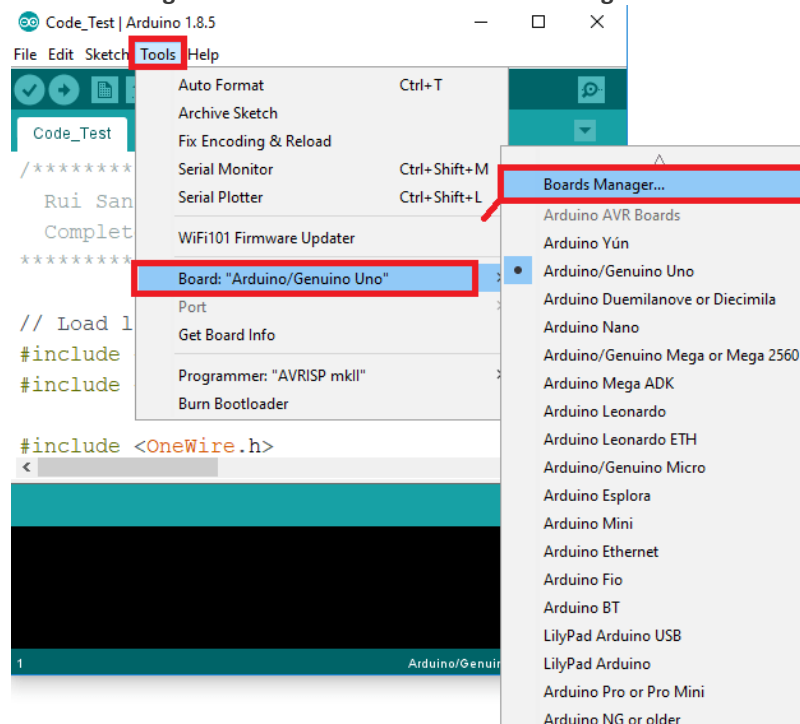 Code_Test | Arduino 1.8.5
File Edit Sketch Tools Help
Auto Format Ctrl+T
Archive Sketch
Fix Encoding & Reload
Serial Monitor Ctrl+Shift+M
Serial Plotter Ctrl+Shift+L
WiFi101 Firmware Updater
Board: "Arduino/Genuino Uno"
Port
Get Board Info
Programmer: "AVRISP mkII"
Burn Bootloader
Boards Manager...
Arduino AVR Boards
Arduino Yún
Arduino/Genuino Uno
Arduino Duemilanove or Diecimila
Arduino Nano
Arduino/Genuino Mega or Mega 2560
Arduino Mega ADK
Arduino Leonardo
Arduino Leonardo ETH
Arduino/Genuino Micro
Arduino Esplora
Arduino Mini
Arduino Ethernet
Arduino Fio
Arduino BT
LilyPad Arduino USB
LilyPad Arduino
Arduino Pro or Pro Mini
Arduino NG or older
Code_Test
/********
Rui San
Complet
*********
// Load l
#include
#include
#include <OneWire.h>
1 Arduino/Genuin